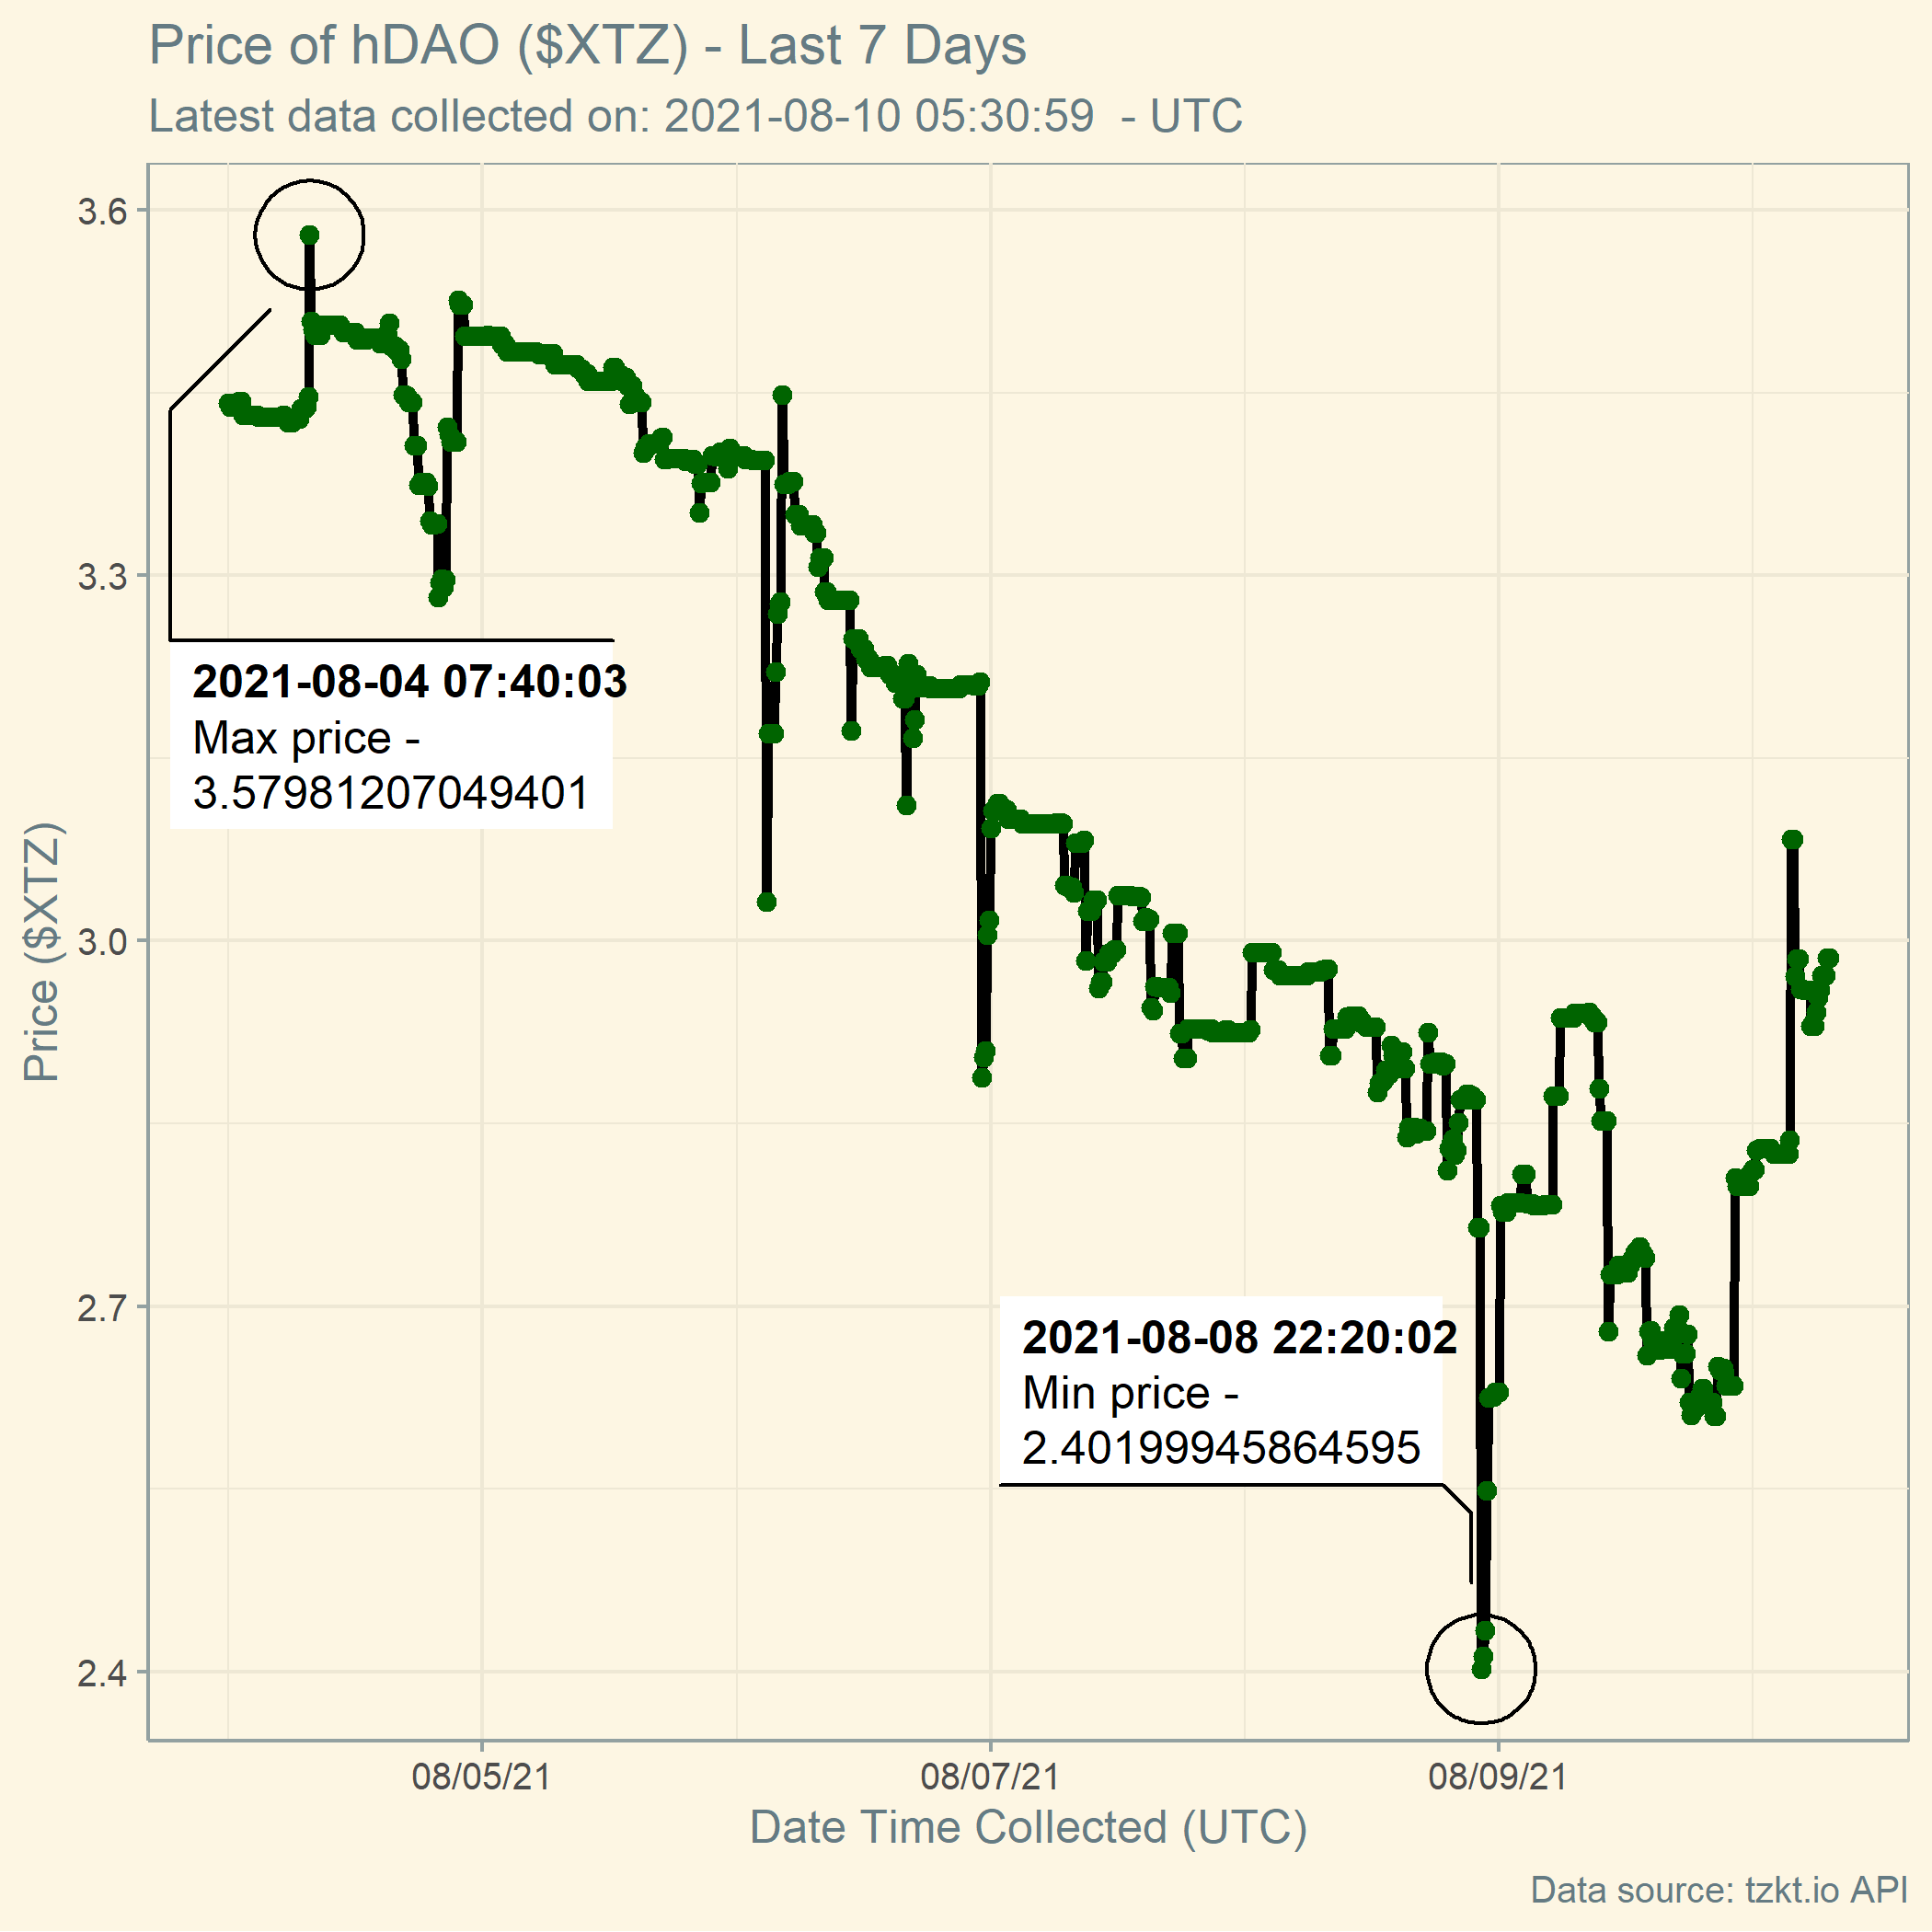 Price of hDAO ($XTZ) - Last 7 Days
Latest data collected on: 2021-08-10 05:30:59  - UTC
Price ($XTZ)
3.6
3.3
3.0
2.7
2.4
2021-08-04 07:40:03
Max price -
3.57981207049401
2021-08-08 22:20:02
Min price -
2.40199945864595
08/05/21
08/07/21
08/09/21
Date Time Collected (UTC)
Data source: tzkt.io API